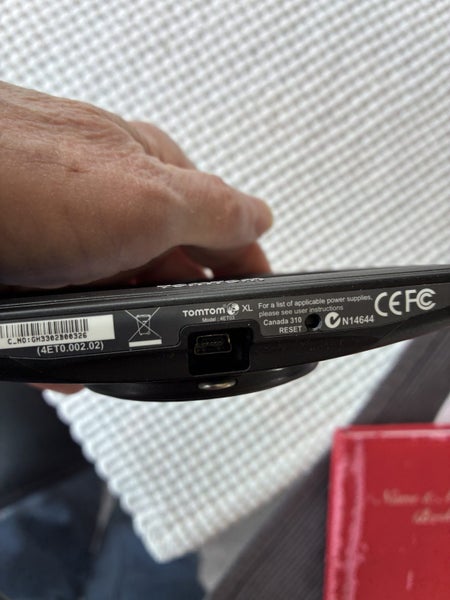 TOMTOM XL
Model : 4ET03
For a list of applicable power supplies,
please see user instructions
Canada 310
RESET
N14644
CE FC
C_NO:GH3302B00326
(4ET0.002.02)